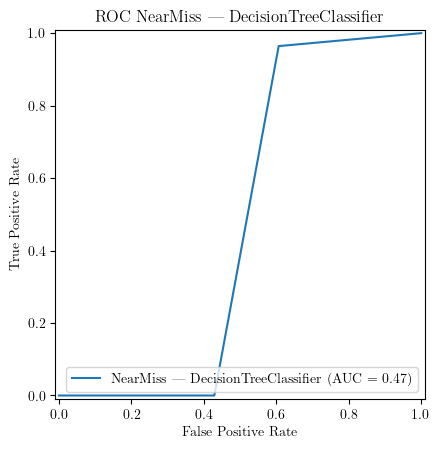 ROC NearMiss — DecisionTreeClassifier
1.0
0.8
0.6
0.4
0.2
0.0
True Positive Rate
NearMiss — DecisionTreeClassifier (AUC = 0.47)
0.0 0.2 0.4 0.6 0.8 1.0
False Positive Rate